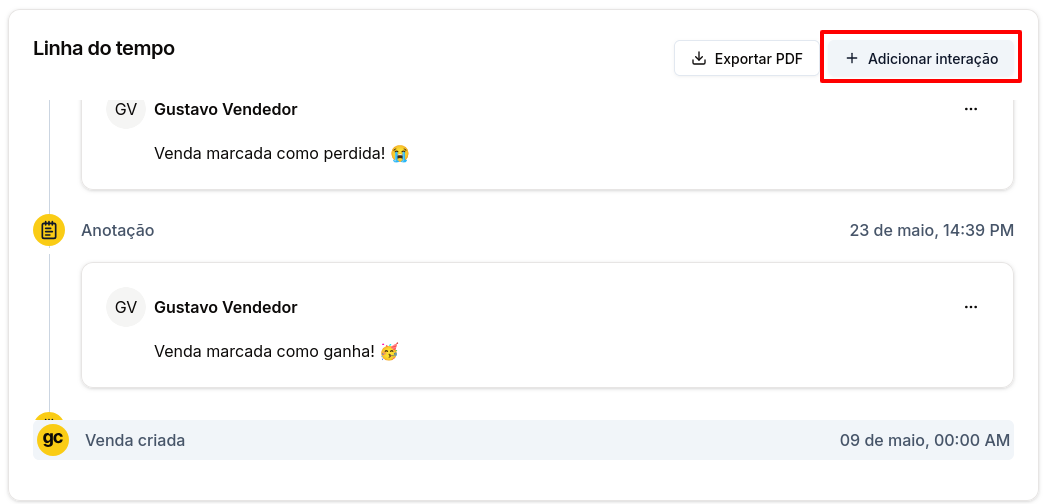 Linha do tempo
Exportar PDF
+ Adicionar interação
GV Gustavo Vendedor ...
Venda marcada como perdida! 😭
Anotação 23 de maio, 14:39 PM
GV Gustavo Vendedor ...
Venda marcada como ganha! 🥳
gc Venda criada 09 de maio, 00:00 AM